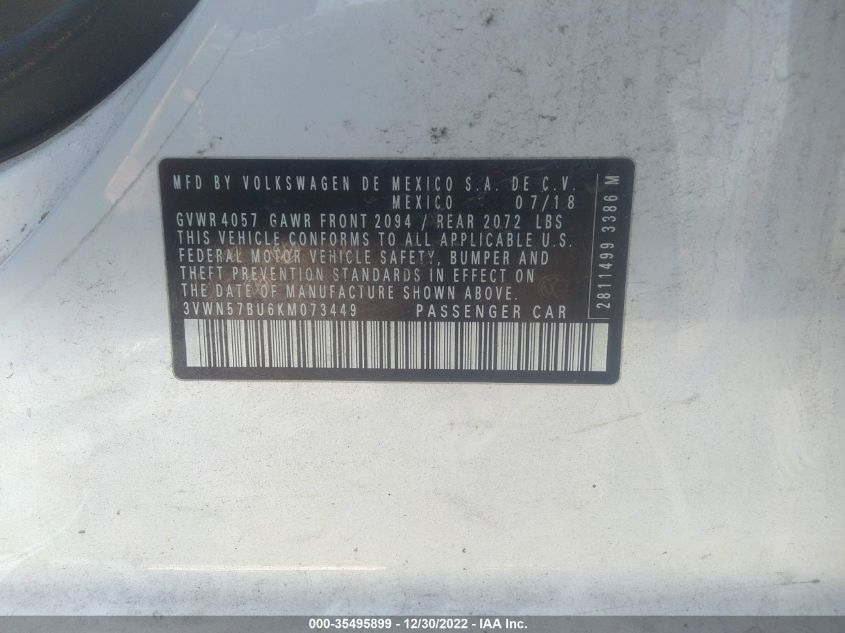 MFD BY VOLKSWAGEN DE MEXICO S.A. DE C.V.
MEXICO 07/18
GVWR 4057 GAWR FRONT 2094 / REAR 2072 LBS
THIS VEHICLE CONFORMS TO ALL APPLICABLE U.S.
FEDERAL MOTOR VEHICLE SAFETY, BUMPER AND
THEFT PREVENTION STANDARDS IN EFFECT ON
THE DATE OF MANUFACTURE SHOWN ABOVE.
3VWN57BU6KM073449 PASSENGER CAR
2811499 3386 M
000-35495899 - 12/30/2022 - IAA Inc.